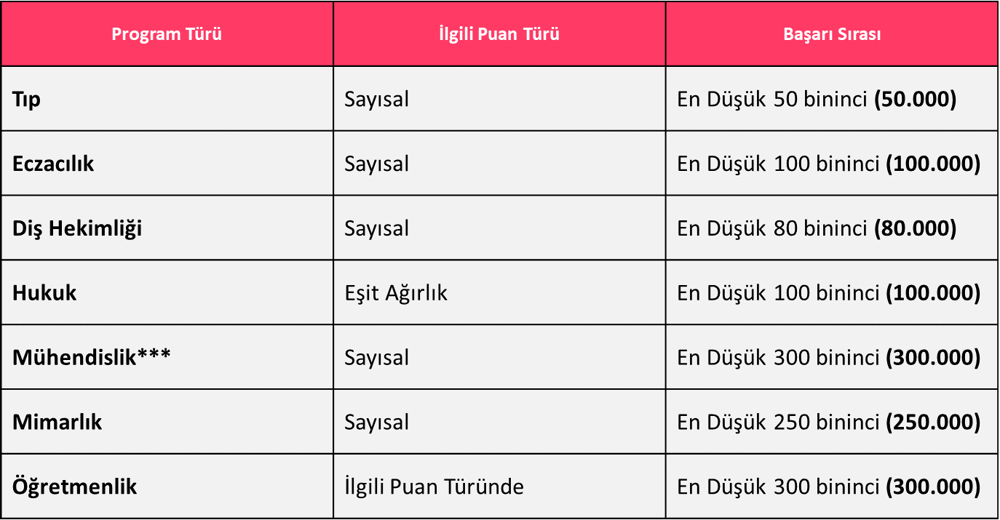 Program Türü İlgili Puan Türü Başarı Sırası
Tıp Sayısal En Düşük 50 bininci (50.000)
Eczacılık Sayısal En Düşük 100 bininci (100.000)
Diş Hekimliği Sayısal En Düşük 80 bininci (80.000)
Hukuk Eşit Ağırlık En Düşük 100 bininci (100.000)
Mühendislik*** Sayısal En Düşük 300 bininci (300.000)
Mimarlık Sayısal En Düşük 250 bininci (250.000)
Öğretmenlik İlgili Puan Türünde En Düşük 300 bininci (300.000)